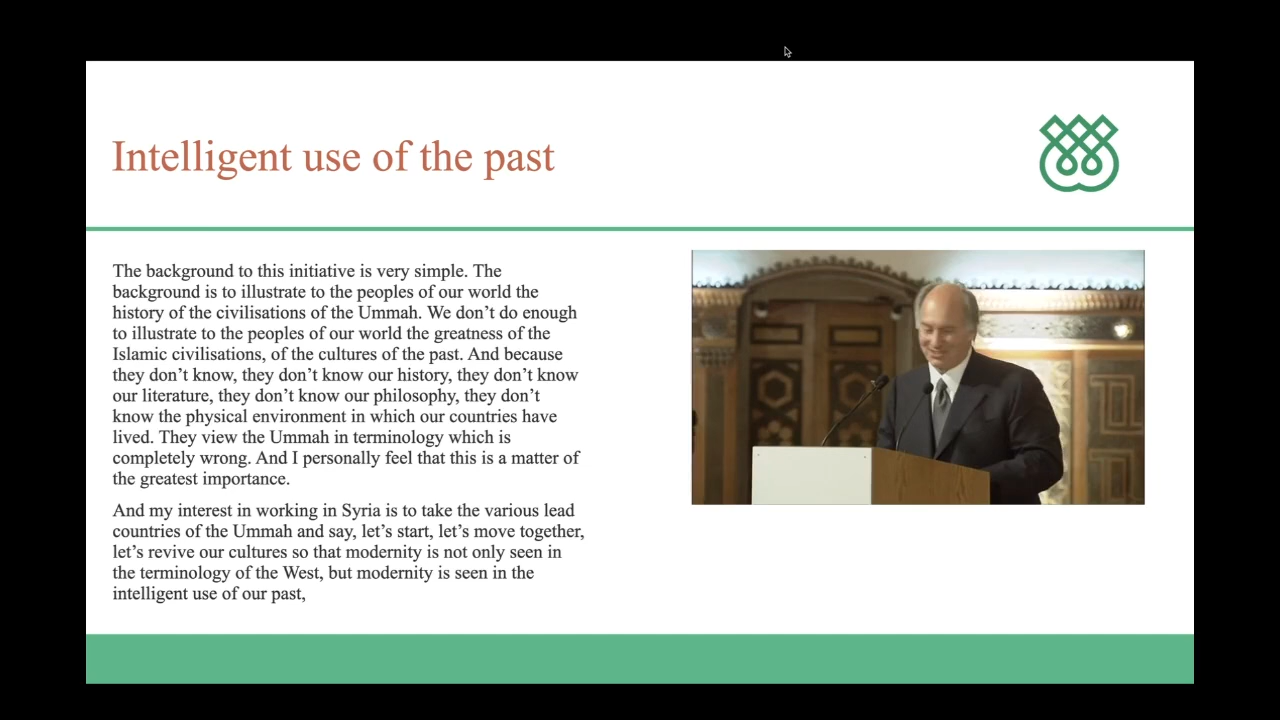 Intelligent use of the past
The background to this initiative is very simple. The
background is to illustrate to the peoples of our world the
history of the civilisations of the Ummah. We don’t do enough
to illustrate to the peoples of our world the greatness of the
Islamic civilisations, of the cultures of the past. And because
they don’t know, they don’t know our history, they don’t know
our literature, they don’t know our philosophy, they don’t
know the physical environment in which our countries have
lived. They view the Ummah in terminology which is
completely wrong. And I personally feel that this is a matter of
the greatest importance.
And my interest in working in Syria is to take the various lead
countries of the Ummah and say, let’s start, let’s move together,
let’s revive our cultures so that modernity is not only seen in
the terminology of the West, but modernity is seen in the
intelligent use of our past,